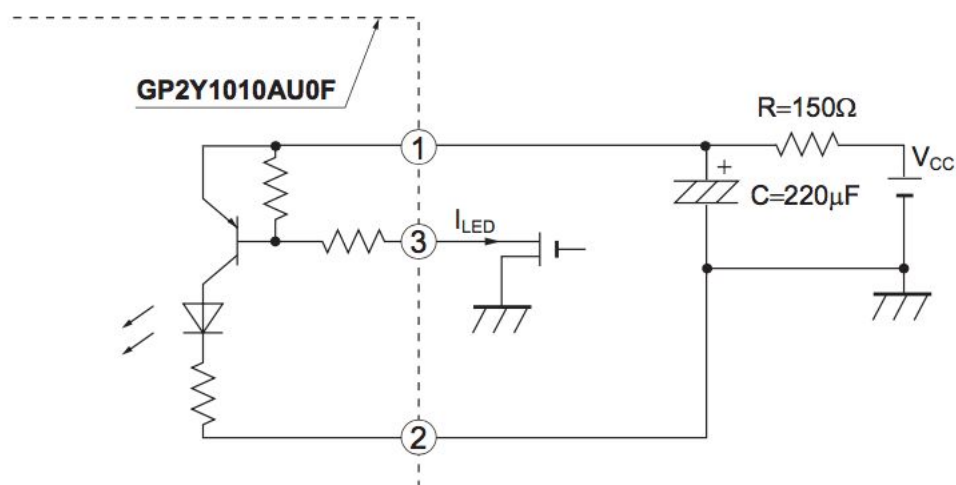 GP2Y1010AU0F
R=150Ω
1
VCC
+
C=220μF
ILED
3
2